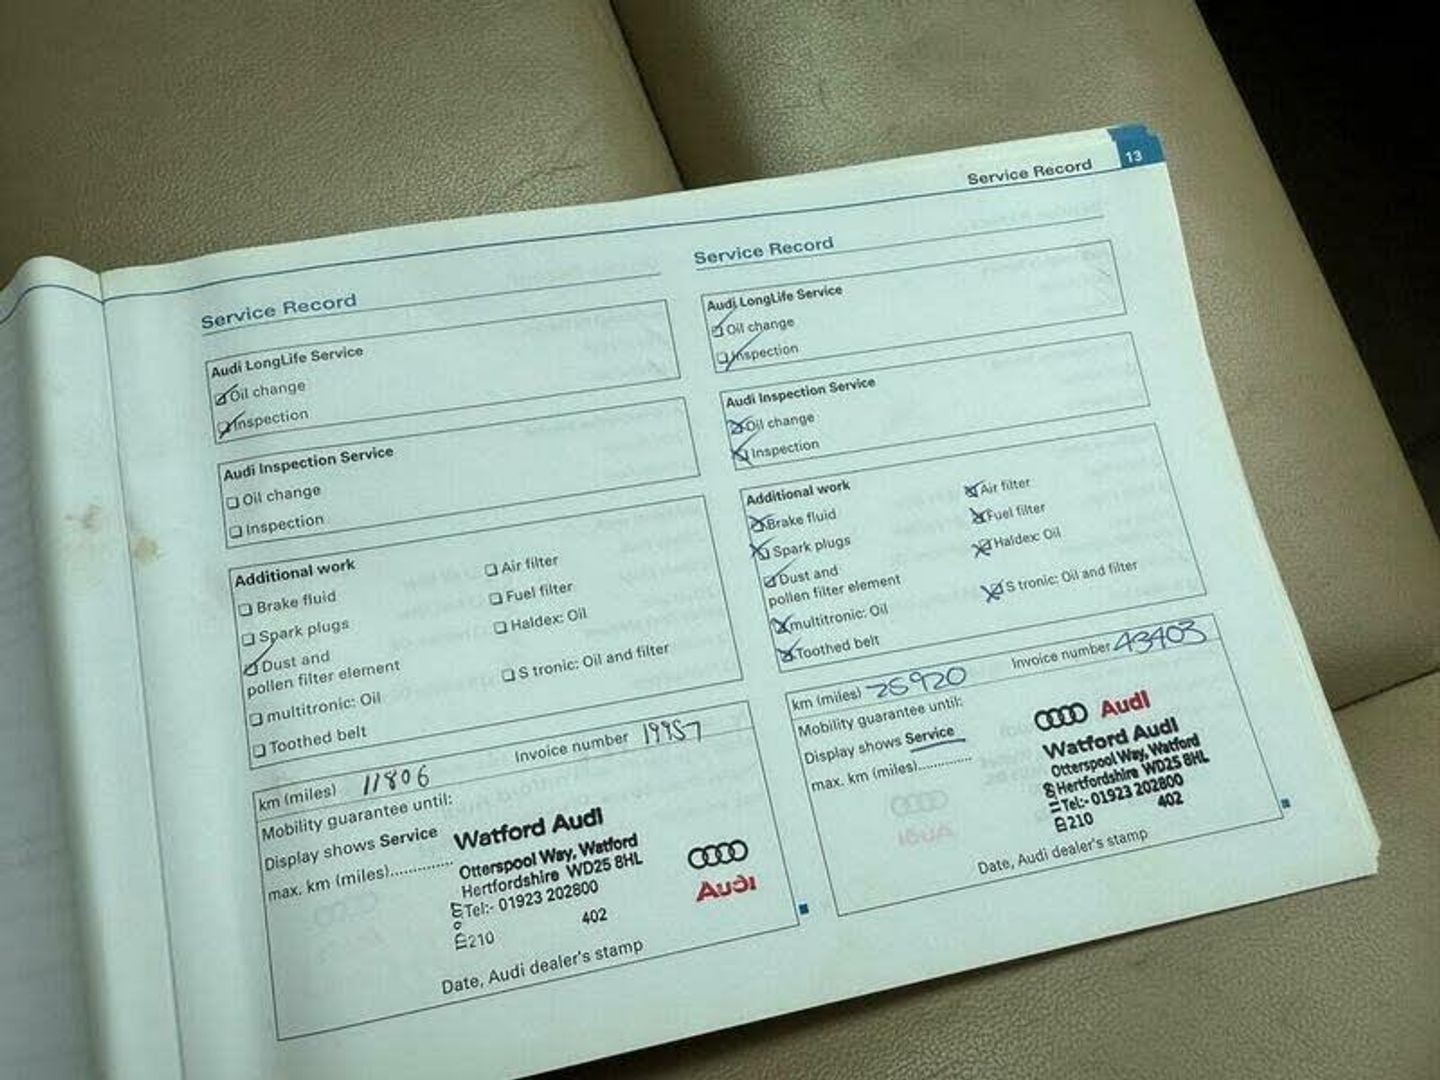 Service Record 13
Service Record
Audi LongLife Service
Oil change
Inspection
Audi Inspection Service
Oil change
Inspection
Additional work
Brake fluid
Air filter
Spark plugs
Fuel filter
Dust and
pollen filter element
Haldex: Oil
multitronic: Oil
S tronic: Oil and filter
Toothed belt
km (miles) 11806 Invoice number 19957
Mobility guarantee until:
Display shows Service
max. km (miles)............
Watford Audi
Otterspool Way, Watford
Hertfordshire WD25 8HL
Tel:- 01923 202800
210 402
Audi
Date, Audi dealer's stamp
Service Record
Audi LongLife Service
Oil change
Inspection
Audi Inspection Service
Oil change
Inspection
Additional work
Brake fluid
Air filter
Spark plugs
Fuel filter
Dust and
pollen filter element
Haldex: Oil
multitronic: Oil
S tronic: Oil and filter
Toothed belt
km (miles) 25920 Invoice number 43403
Mobility guarantee until:
Display shows Service
max. km (miles)............
Audi
Watford Audi
Otterspool Way, Watford
Hertfordshire WD25 8HL
Tel:- 01923 202800
210 402
Date, Audi dealer's stamp